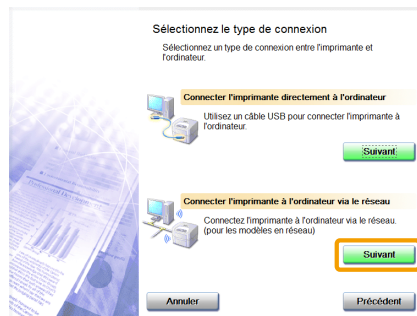 Sélectionnez le type de connexion
Sélectionnez un type de connexion entre l'imprimante et
l'ordinateur.
Connecter l'imprimante directement à l'ordinateur
Utilisez un câble USB pour connecter l'imprimante à
l'ordinateur.
Suivant
Connecter l'imprimante à l'ordinateur via le réseau
Connectez l'imprimante à l'ordinateur via le réseau.
(pour les modèles en réseau)
Suivant
Annuler
Précédent